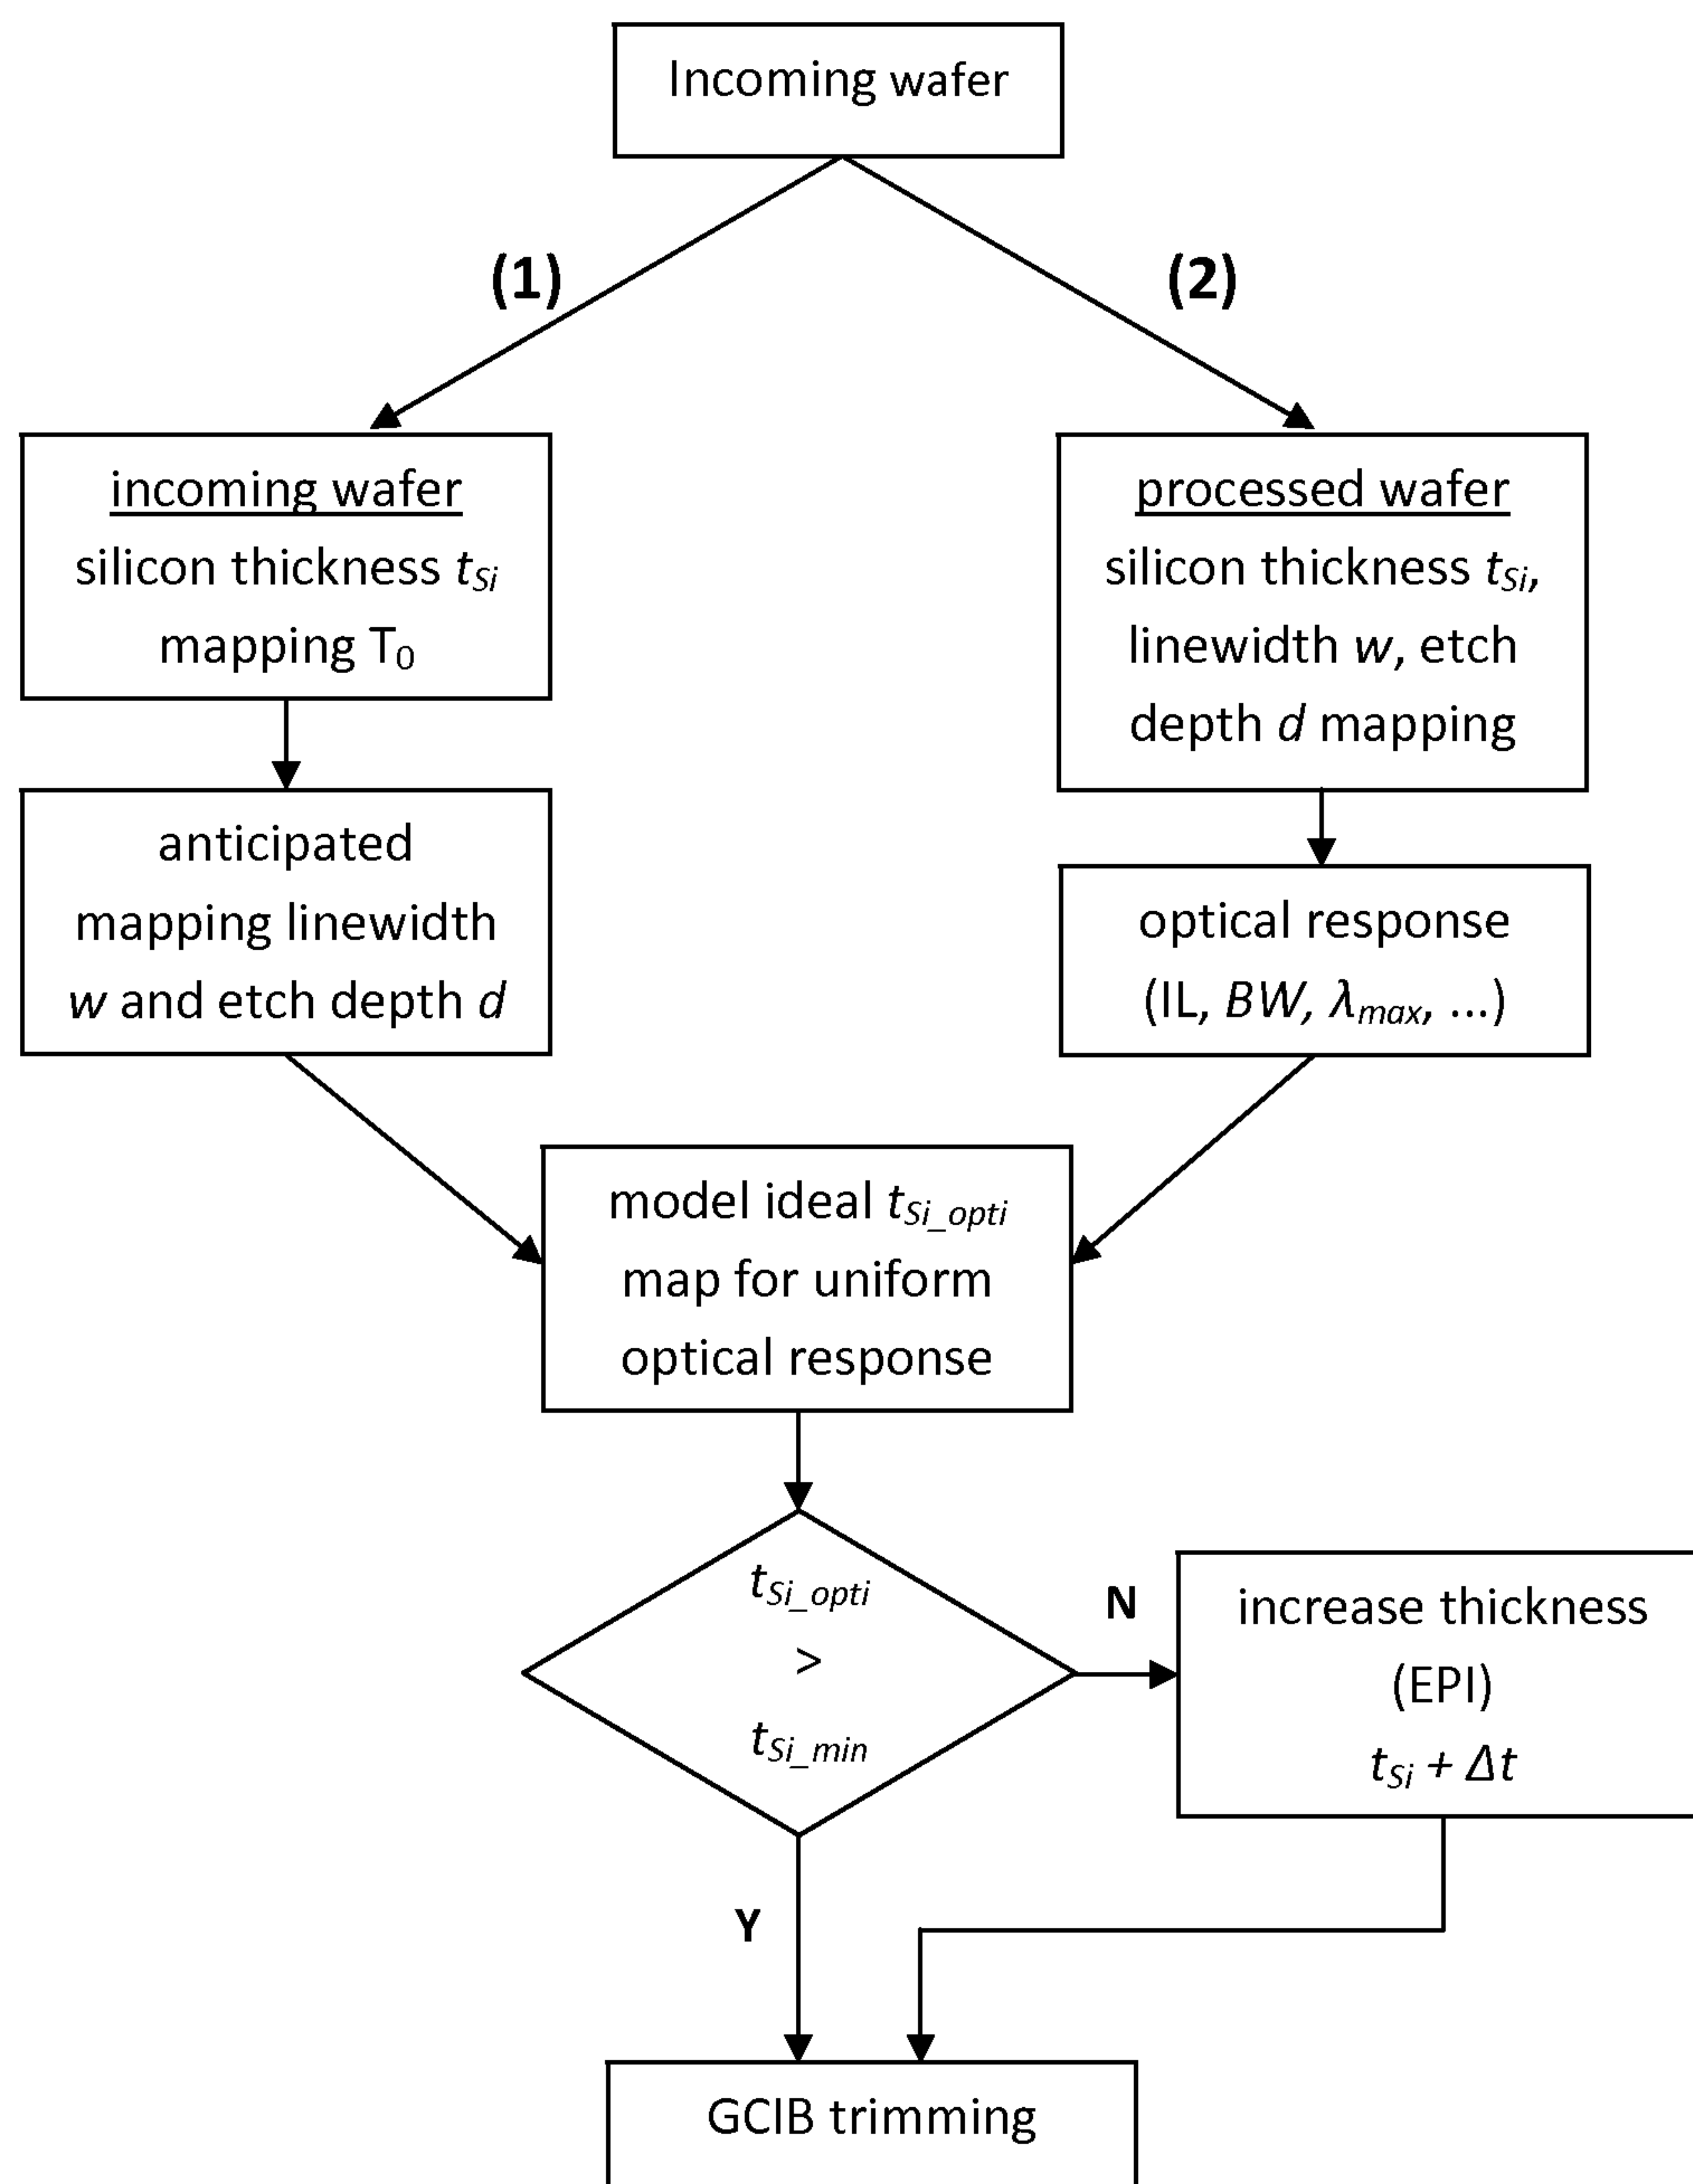 Incoming wafer
(1)
(2)
incoming wafer
silicon thickness tSi
mapping T0
processed wafer
silicon thickness tSi,
linewidth w, etch
depth d mapping
anticipated
mapping linewidth
w and etch depth d
optical response
(IL, BW, λmax, ...)
model ideal tSi_opti
map for uniform
optical response
tSi_opti
>
tSi_min
N
increase thickness
(EPI)
tSi + Δt
Y
GCIB trimming